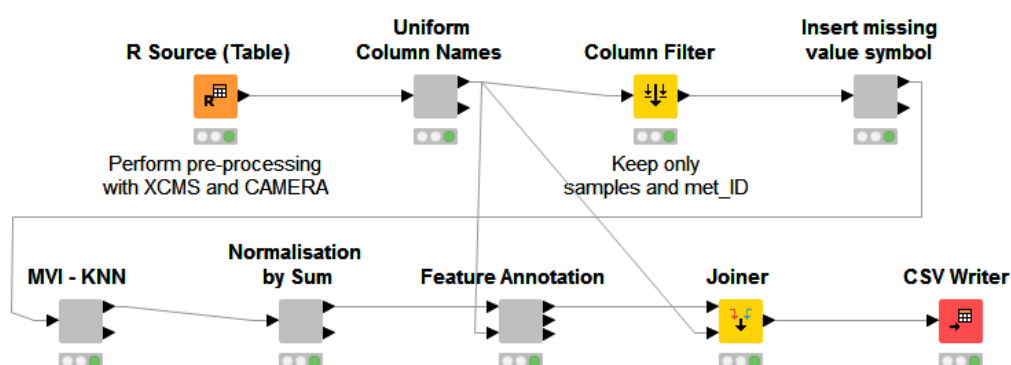 R Source (Table)
Uniform
Column Names
Column Filter
Insert missing
value symbol
R
Perform pre-processing
with XCMS and CAMERA
Keep only
samples and met_ID
MVI - KNN
Normalisation
by Sum
Feature Annotation
Joiner
CSV Writer